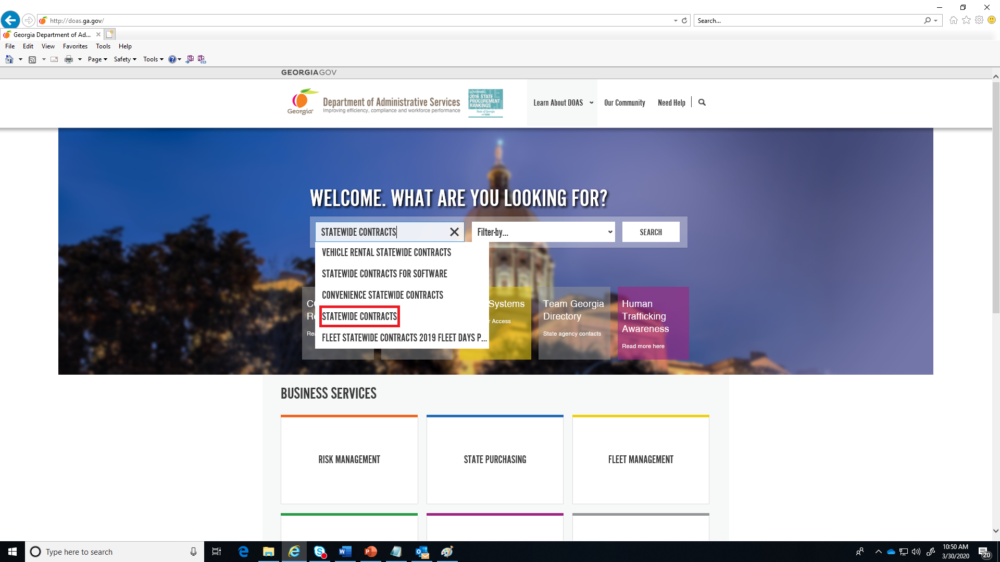 http://doas.ga.gov/
Search...
Georgia Department of Ad...
File Edit View Favorites Tools Help
Page Safety Tools
GEORGIAGOV
Georgia
Department of Administrative Services
Improving efficiency, compliance and workforce performance
GOVERNING
2016 STATE
PROCUREMENT
RANKINGS
State of Georgia
Learn About DOAS
Our Community
Need Help
WELCOME. WHAT ARE YOU LOOKING FOR?
STATEWIDE CONTRACTS
Filter-by...
SEARCH
VEHICLE RENTAL STATEWIDE CONTRACTS
STATEWIDE CONTRACTS FOR SOFTWARE
CONVENIENCE STATEWIDE CONTRACTS
STATEWIDE CONTRACTS
FLEET STATEWIDE CONTRACTS 2019 FLEET DAYS P...
Systems
Access
Team Georgia
Directory
State agency contacts
Human
Trafficking
Awareness
Read more here
BUSINESS SERVICES
RISK MANAGEMENT
STATE PURCHASING
FLEET MANAGEMENT
Type here to search
10:50 AM
3/30/2020
20